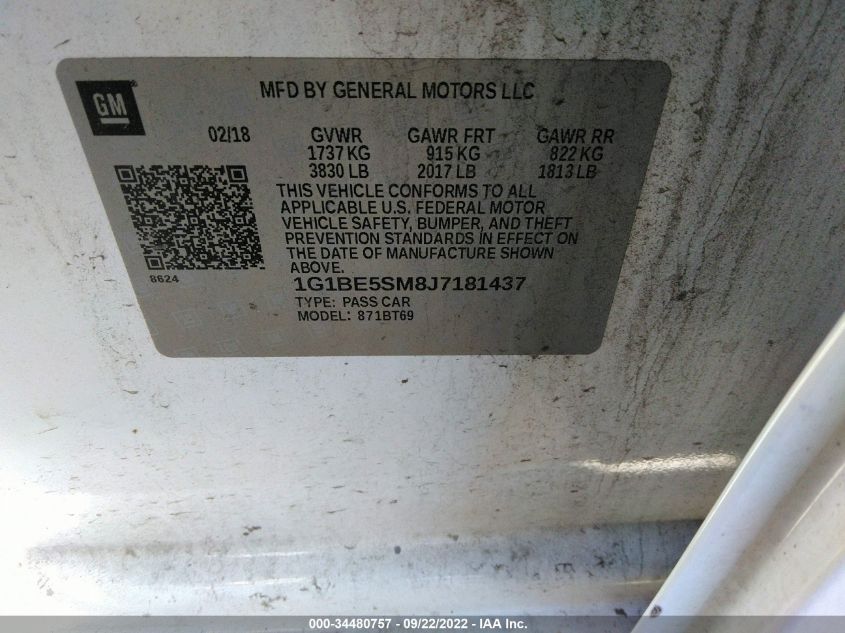 GM
MFD BY GENERAL MOTORS LLC
02/18 GVWR GAWR FRT GAWR RR
1737 KG 915 KG 822 KG
3830 LB 2017 LB 1813 LB
THIS VEHICLE CONFORMS TO ALL
APPLICABLE U.S. FEDERAL MOTOR
VEHICLE SAFETY, BUMPER, AND THEFT
PREVENTION STANDARDS IN EFFECT ON
THE DATE OF MANUFACTURE SHOWN
ABOVE.
8624
1G1BE5SM8J7181437
TYPE: PASS CAR
MODEL: 871BT69
000-34480757 - 09/22/2022 - IAA Inc.